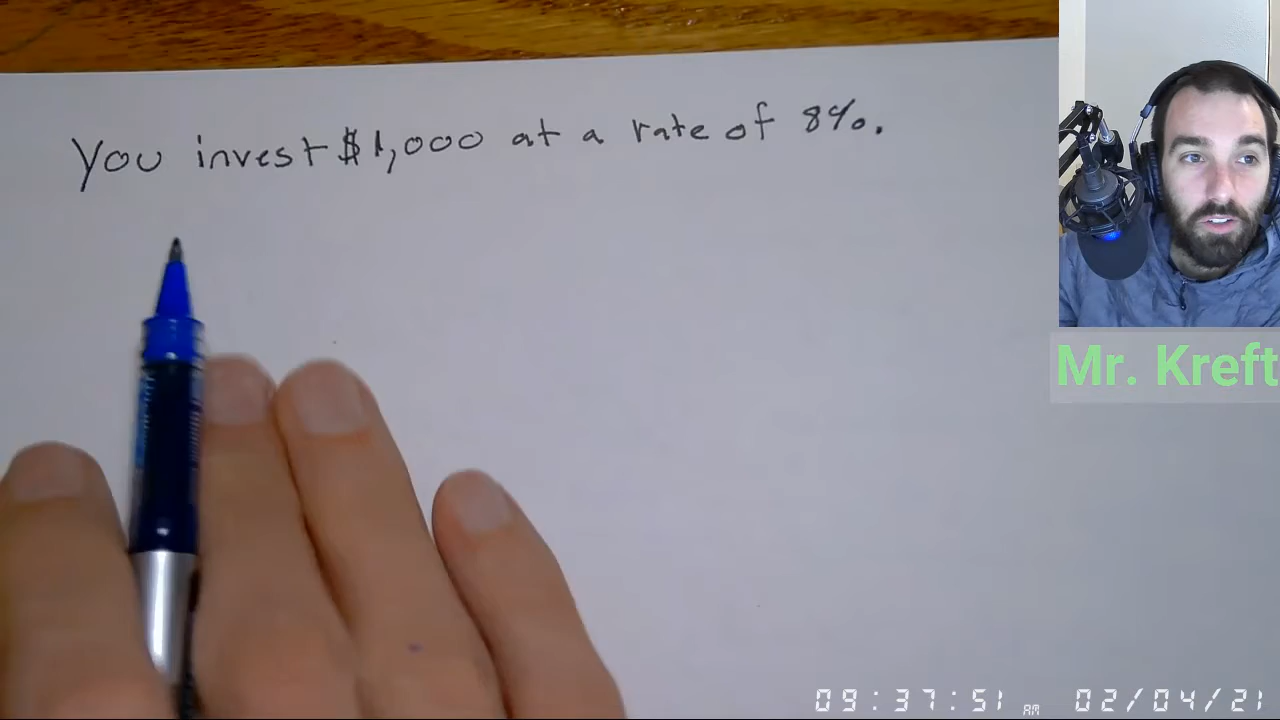 You invest $1,000 at a rate of 8%.
Mr. Kreft
09:37:51 AM 02/04/21